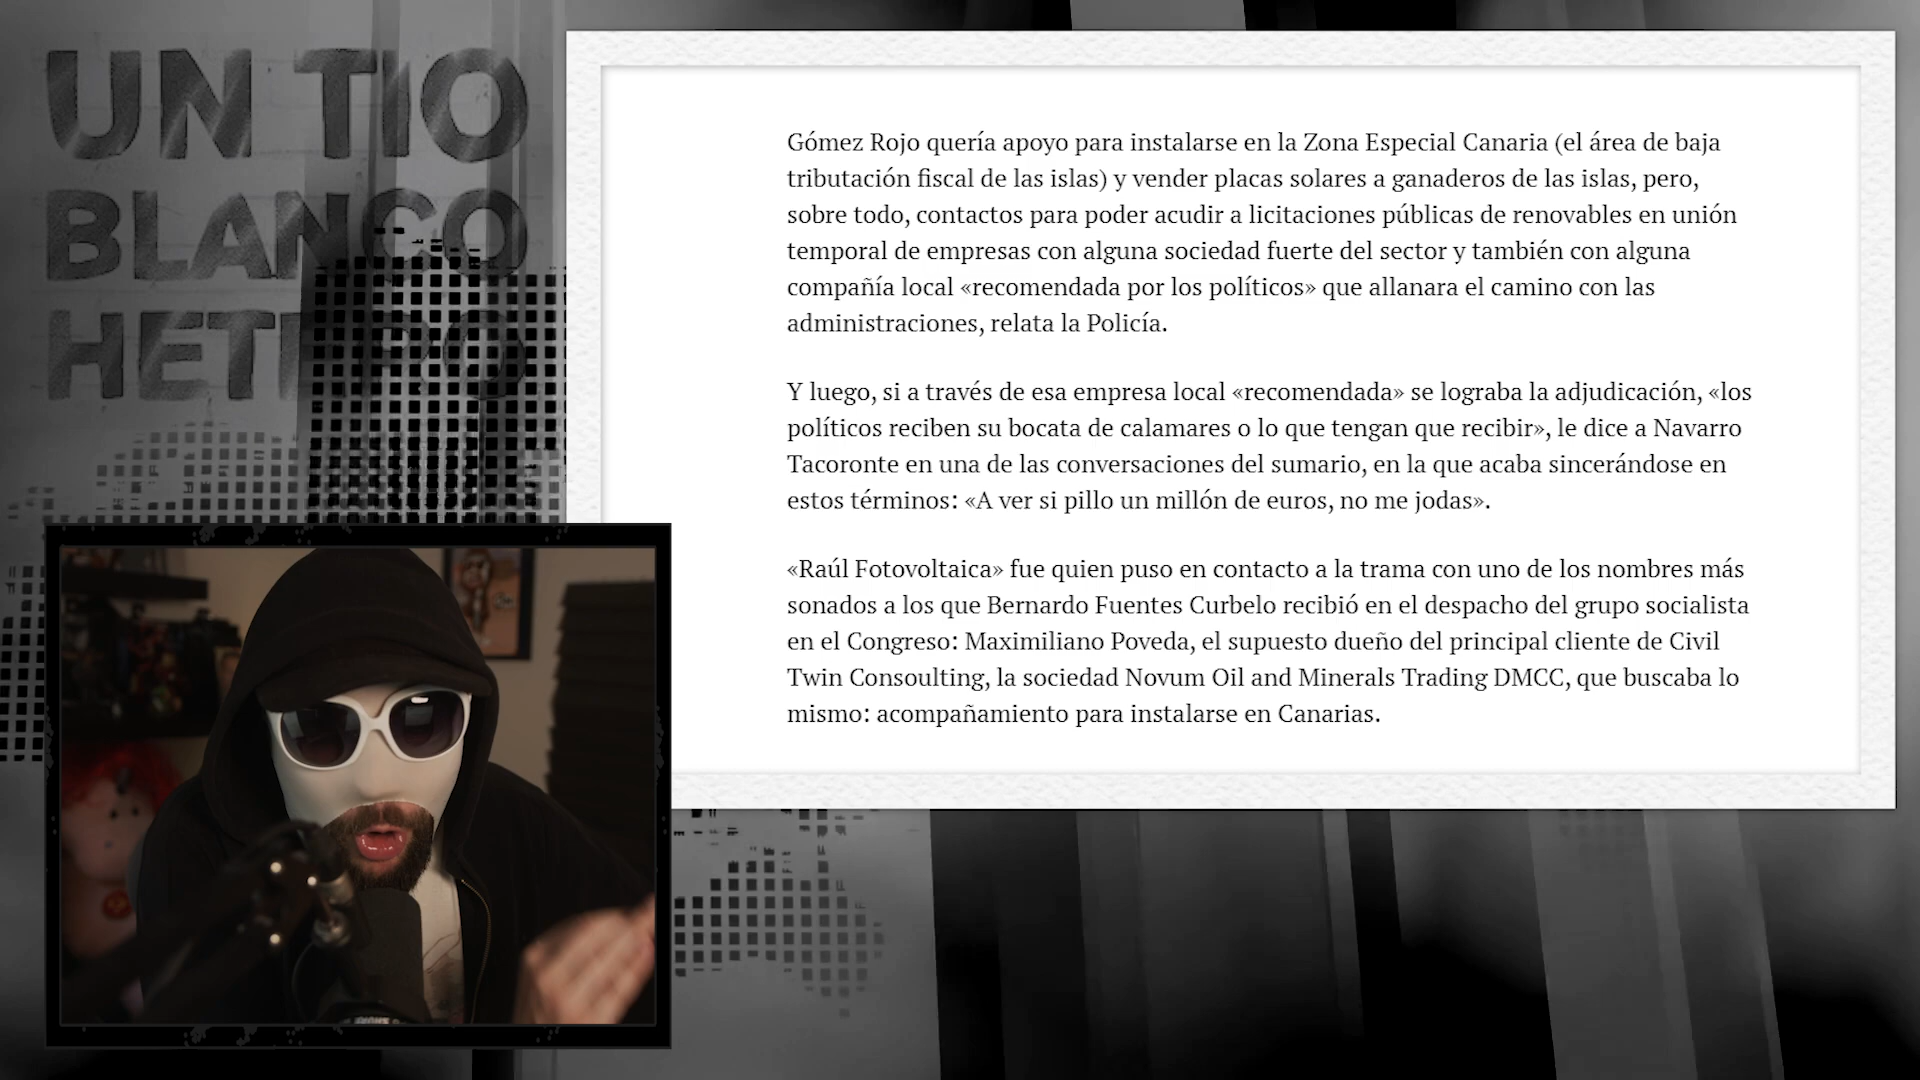 UN TIO
BLANCO
HETERO
Gómez Rojo quería apoyo para instalarse en la Zona Especial Canaria (el área de baja
tributación fiscal de las islas) y vender placas solares a ganaderos de las islas, pero,
sobre todo, contactos para poder acudir a licitaciones públicas de renovables en unión
temporal de empresas con alguna sociedad fuerte del sector y también con alguna
compañía local «recomendada por los políticos» que allanara el camino con las
administraciones, relata la Policía.
Y luego, si a través de esa empresa local «recomendada» se lograba la adjudicación, «los
políticos reciben su bocata de calamares o lo que tengan que recibir», le dice a Navarro
Tacoronte en una de las conversaciones del sumario, en la que acaba sincerándose en
estos términos: «A ver si pillo un millón de euros, no me jodas».
«Raúl Fotovoltaica» fue quien puso en contacto a la trama con uno de los nombres más
sonados a los que Bernardo Fuentes Curbelo recibió en el despacho del grupo socialista
en el Congreso: Maximiliano Poveda, el supuesto dueño del principal cliente de Civil
Twin Consoulting, la sociedad Novum Oil and Minerals Trading DMCC, que buscaba lo
mismo: acompañamiento para instalarse en Canarias.